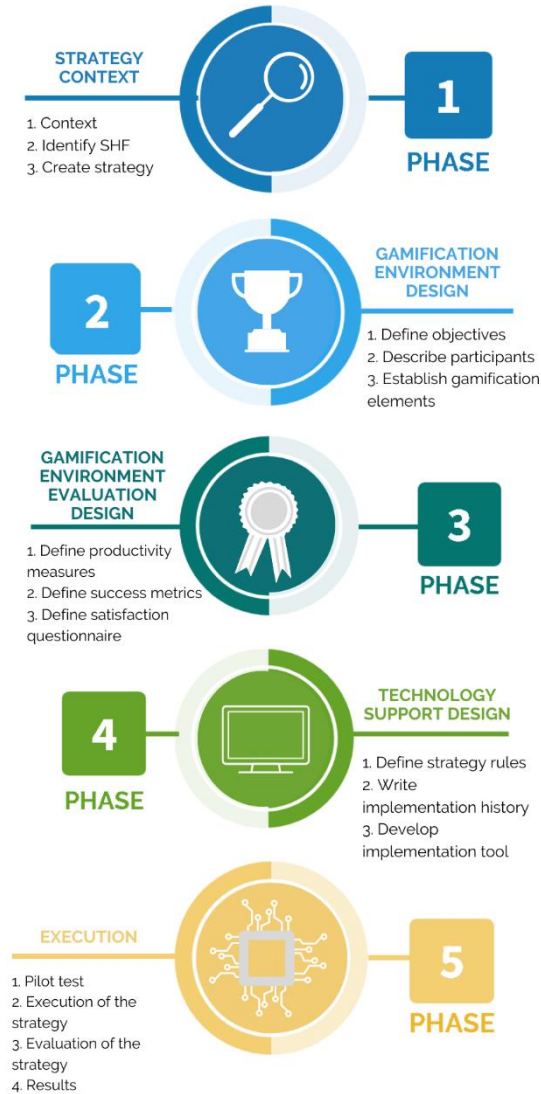 STRATEGY
CONTEXT
1. Context
2. Identify SHF
3. Create strategy
1
PHASE
2
PHASE
GAMIFICATION
ENVIRONMENT
DESIGN
1. Define objectives
2. Describe participants
3. Establish gamification
elements
GAMIFICATION
ENVIRONMENT
EVALUATION
DESIGN
1. Define productivity
measures
2. Define success metrics
3. Define satisfaction
questionnaire
3
PHASE
4
PHASE
TECHNOLOGY
SUPPORT DESIGN
1. Define strategy rules
2. Write
implementation history
3. Develop
implementation tool
EXECUTION
1. Pilot test
2. Execution of the
strategy
3. Evaluation of the
strategy
4. Results
5
PHASE